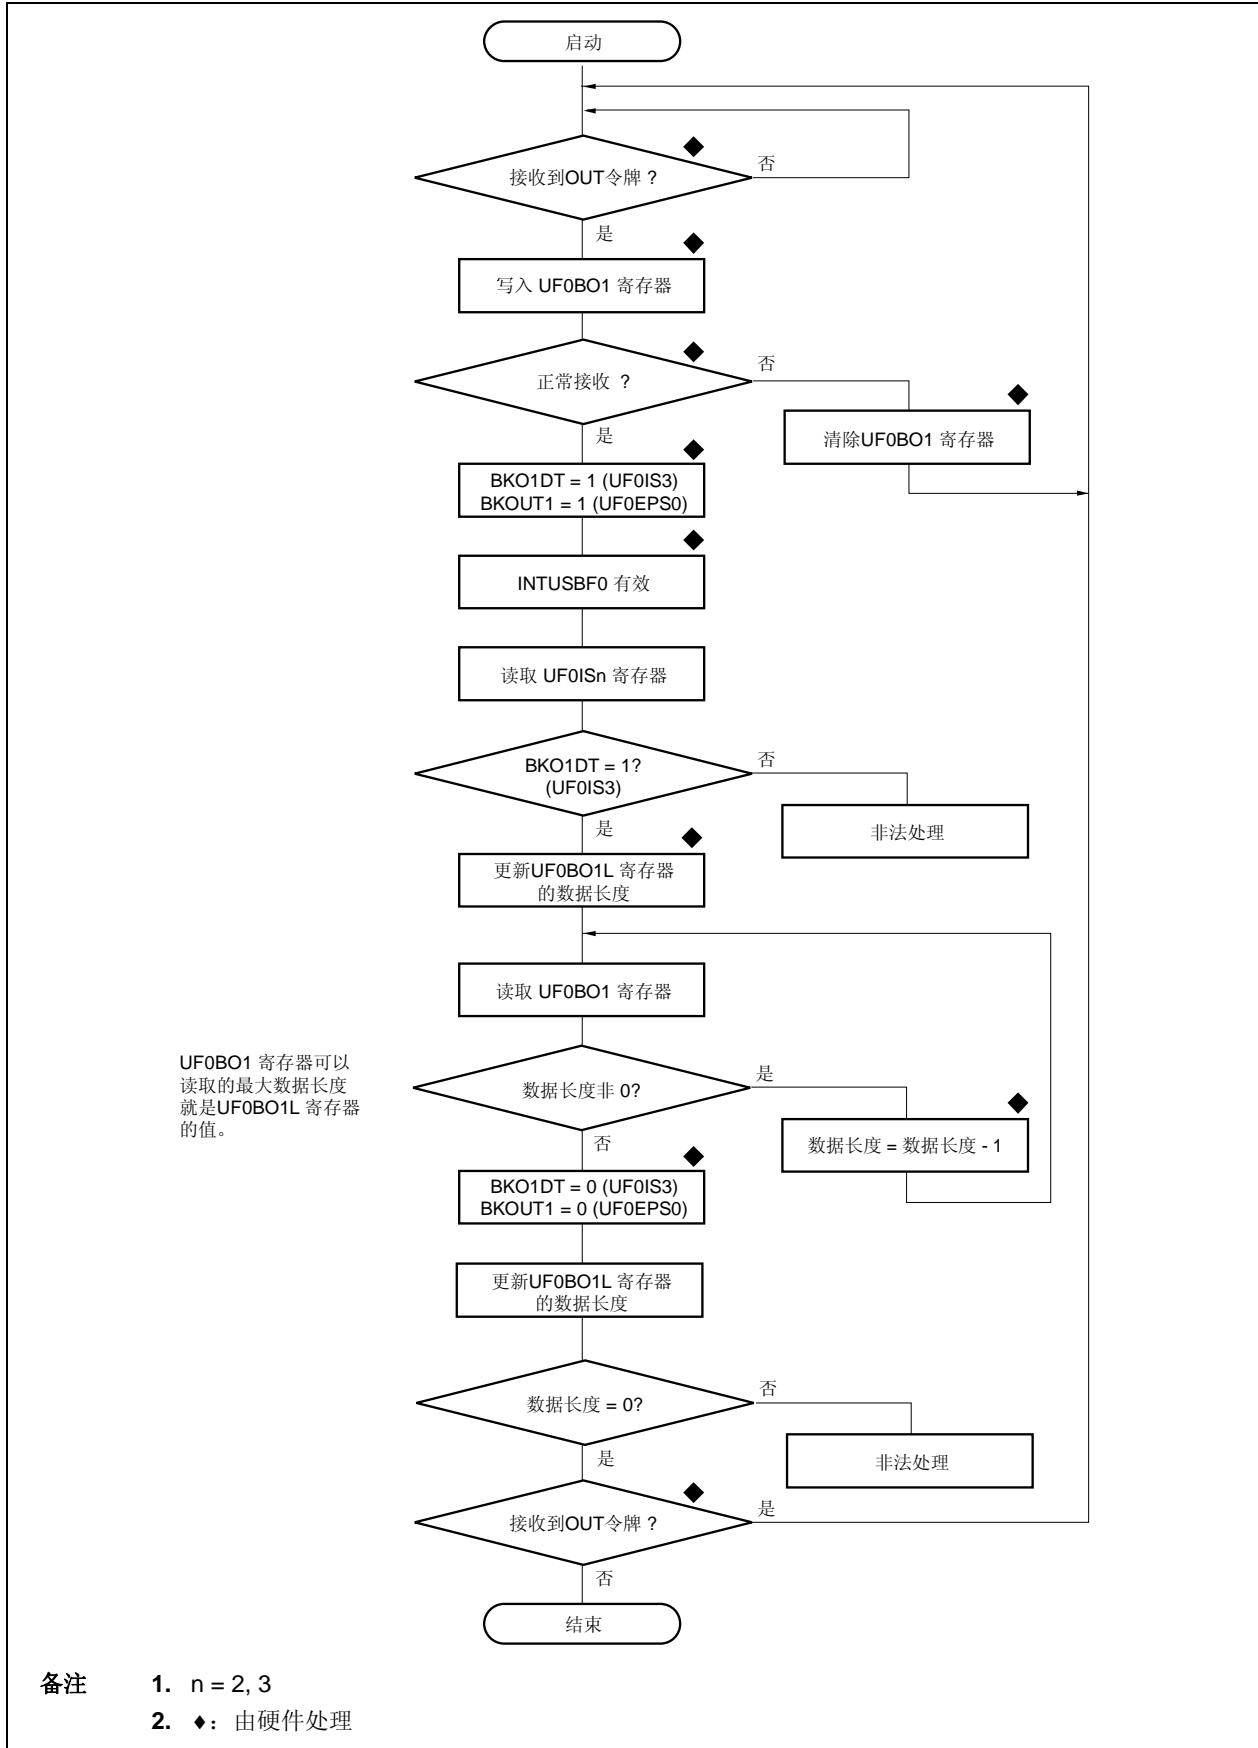 启动
接收到OUT令牌 ?
否
是
写入 UF0BO1 寄存器
正常接收 ?
否
清除UF0BO1 寄存器
是
BKO1DT = 1 (UF0IS3)
BKOUT1 = 1 (UF0EPS0)
INTUSBF0 有效
读取 UF0ISn 寄存器
BKO1DT = 1?
(UF0IS3)
否
非法处理
是
更新UF0BO1L 寄存器
的数据长度
读取 UF0BO1 寄存器
UF0BO1 寄存器可以
读取的最大数据长度
就是UF0BO1L 寄存器
的值。
数据长度非 0?
是
数据长度 = 数据长度 - 1
否
BKO1DT = 0 (UF0IS3)
BKOUT1 = 0 (UF0EPS0)
更新UF0BO1L 寄存器
的数据长度
数据长度 = 0?
否
非法处理
是
接收到OUT令牌 ?
是
否
结束
备注 1. n = 2, 3
2. ♦：由硬件处理